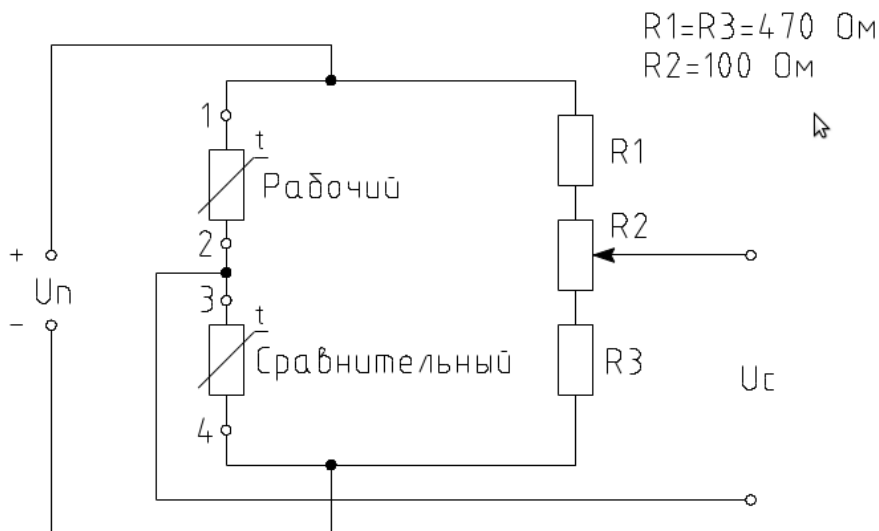 R1=R3=470 Ом
R2=100 Ом
1
t
Рабочий
R1
2
R2
+
Uп
-
3
t
Сравнительный
R3
Uс
4